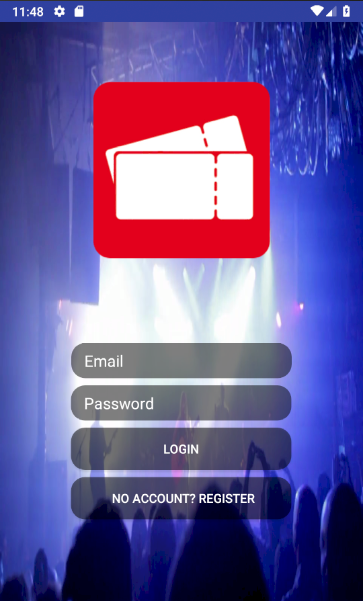 11:48
Email
Password
LOGIN
NO ACCOUNT? REGISTER